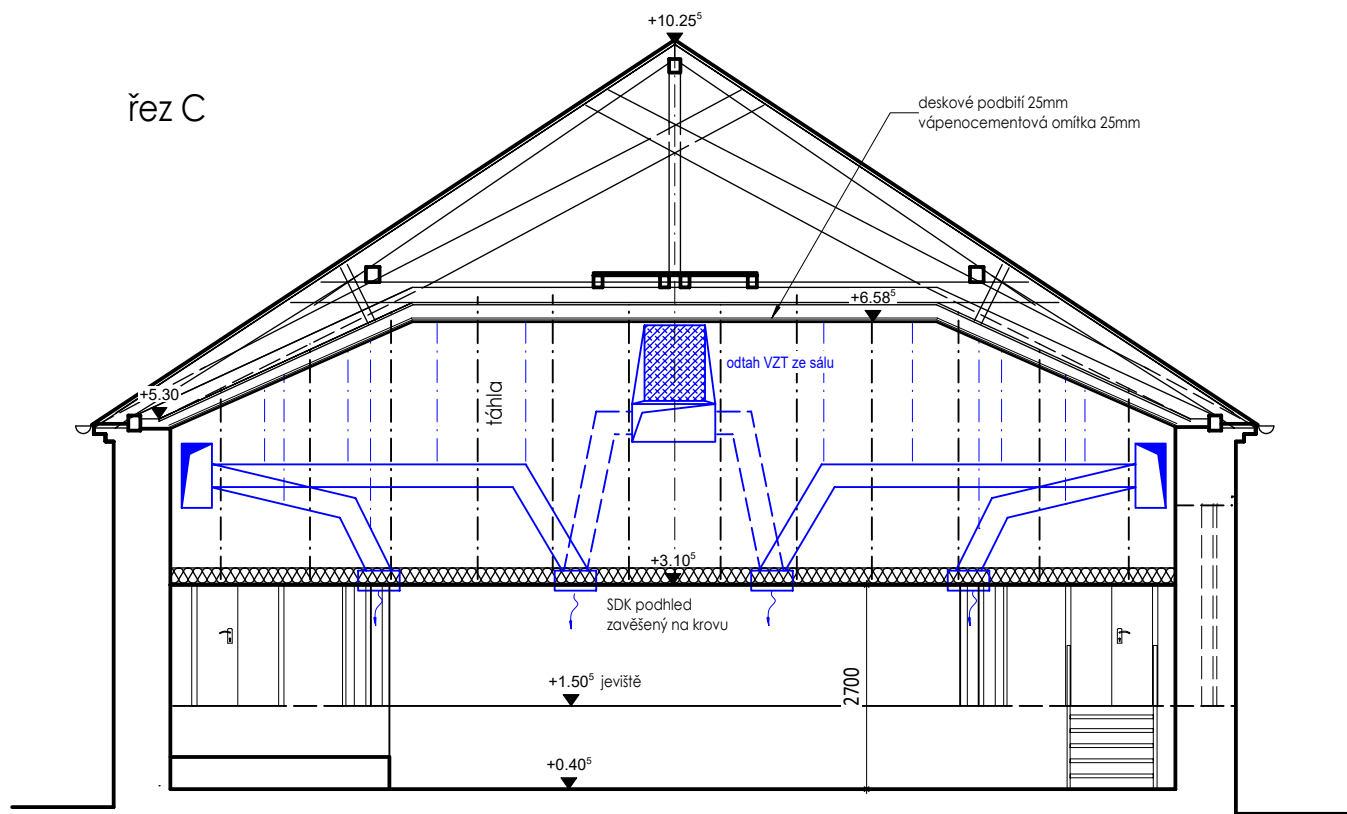 +10.25⁵
řez C
deskové podbití 25mm
vápenocementová omítka 25mm
+6.58⁵
odtah VZT ze sálu
+5.30
táhla
+3.10⁵
SDK podhled
zavěšený na krovu
+1.50⁵ jeviště
2700
+0.40⁵